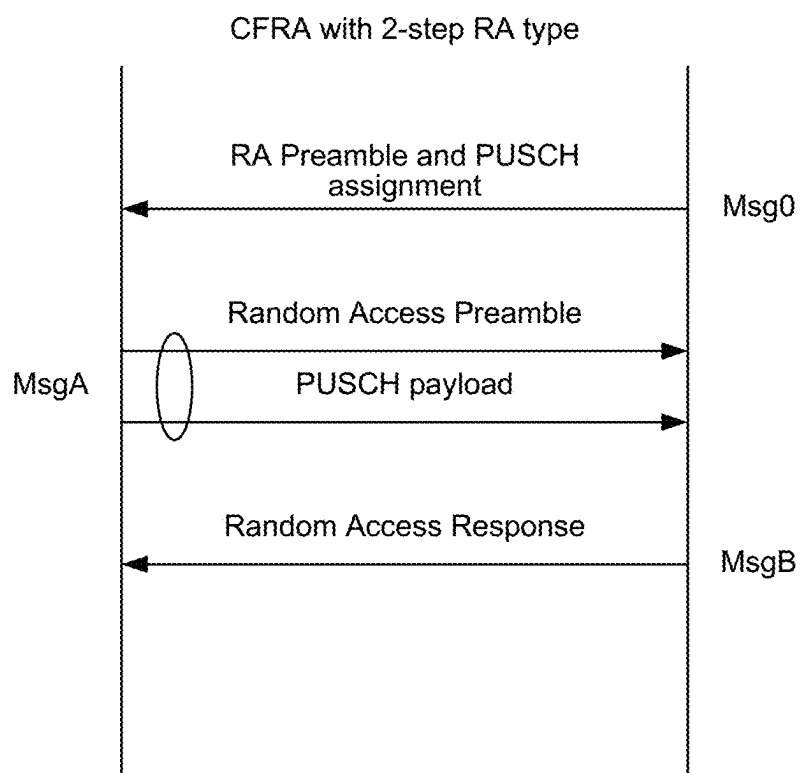 CFRA with 2-step RA type
RA Preamble and PUSCH
assignment
Msg0
Random Access Preamble
MsgA
PUSCH payload
Random Access Response
MsgB